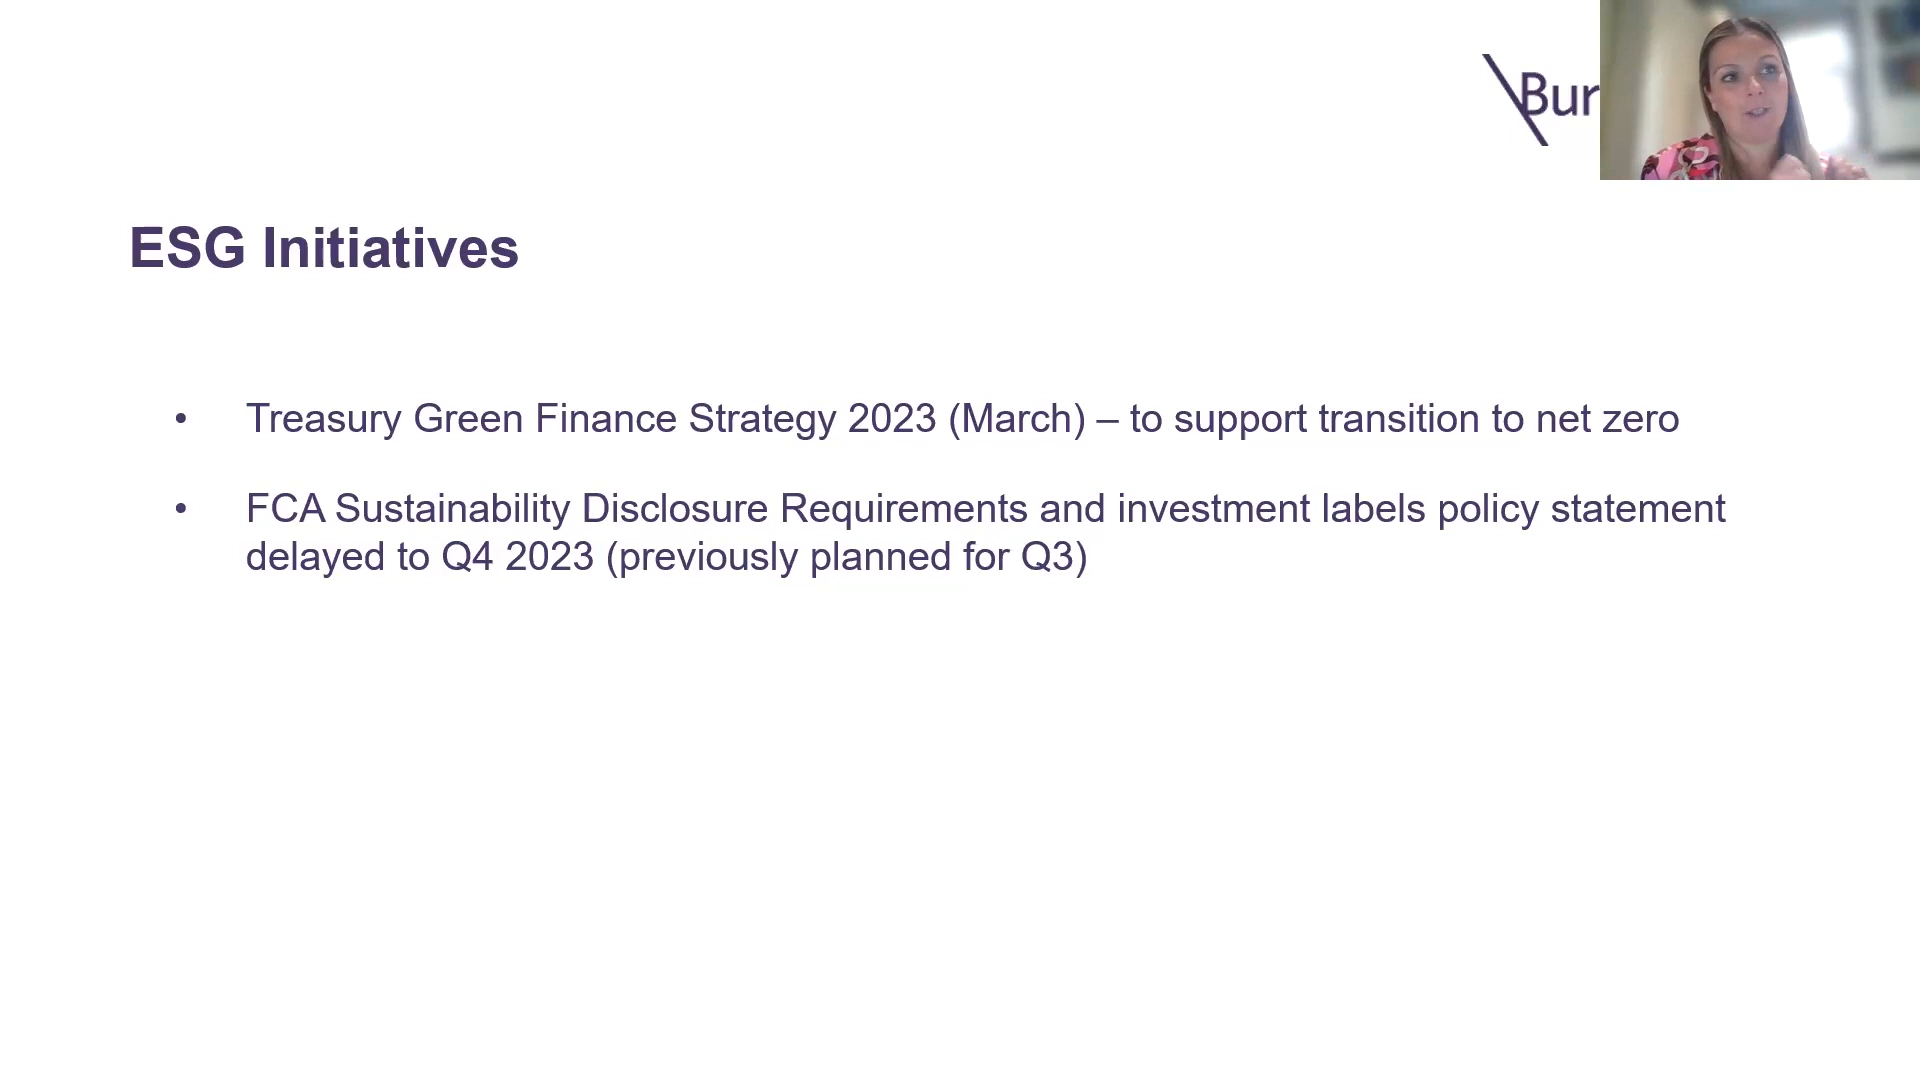 Bur
ESG Initiatives
• Treasury Green Finance Strategy 2023 (March) – to support transition to net zero
• FCA Sustainability Disclosure Requirements and investment labels policy statement
delayed to Q4 2023 (previously planned for Q3)